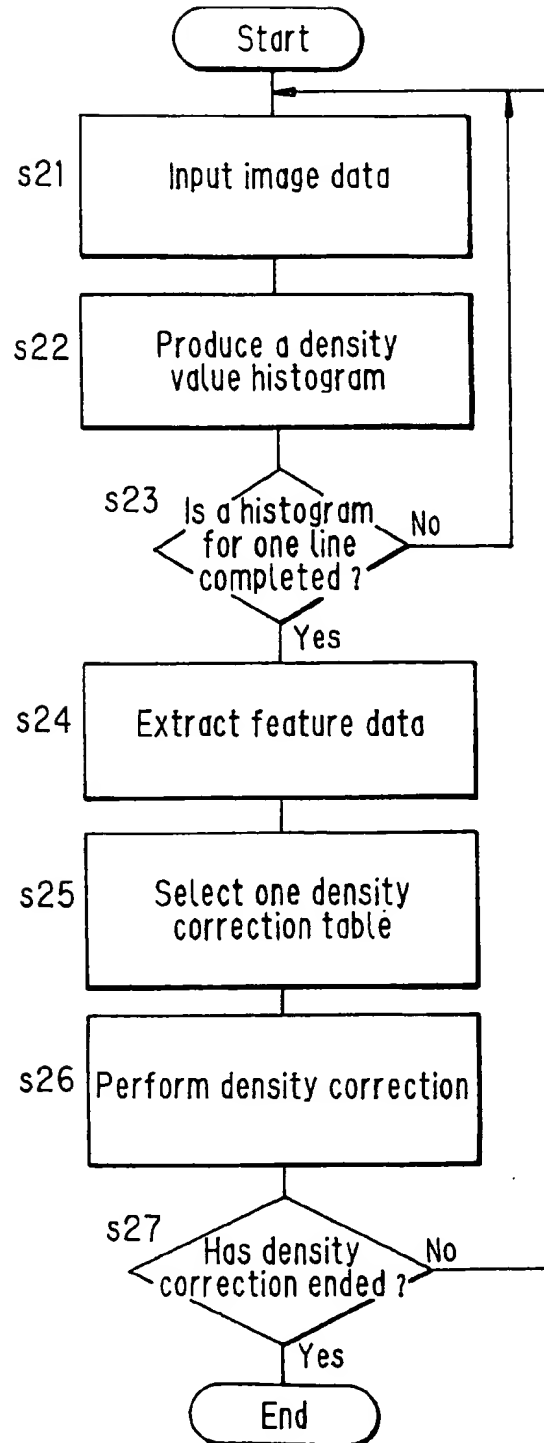 Start
s21
Input image data
s22
Produce a density
value histogram
s23
Is a histogram
for one line
completed ?
No
Yes
s24
Extract feature data
s25
Select one density
correction table
s26
Perform density correction
s27
Has density
correction ended ?
No
Yes
End